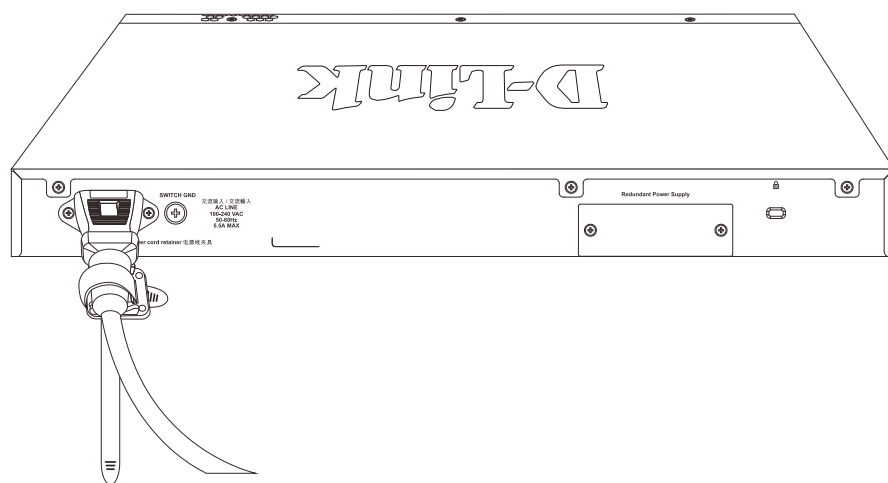 D-Link
SWITCH GND
交流输入 / 交流輸入
AC LINE
100-240 VAC
50-60Hz
5.5A MAX
Redundant Power Supply
cord retainer 电源线夹具